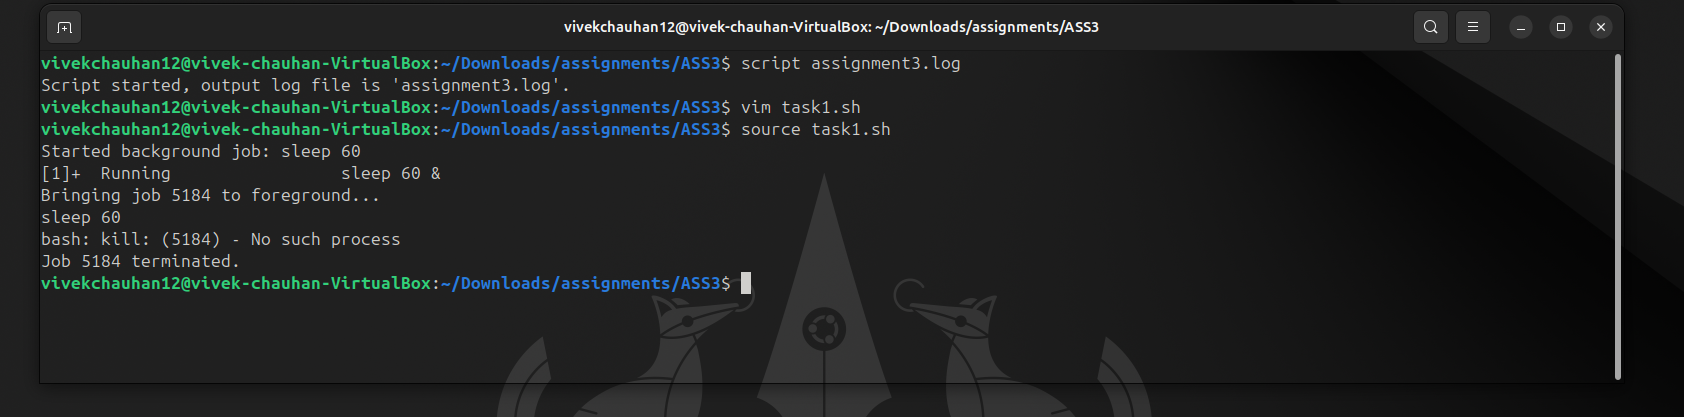 vivekchauhan12@vivek-chauhan-VirtualBox: ~/Downloads/assignments/ASS3
vivekchauhan12@vivek-chauhan-VirtualBox:~/Downloads/assignments/ASS3$ script assignment3.log
Script started, output log file is 'assignment3.log'.
vivekchauhan12@vivek-chauhan-VirtualBox:~/Downloads/assignments/ASS3$ vim task1.sh
vivekchauhan12@vivek-chauhan-VirtualBox:~/Downloads/assignments/ASS3$ source task1.sh
Started background job: sleep 60
[1]+  Running                 sleep 60 &
Bringing job 5184 to foreground...
sleep 60
bash: kill: (5184) - No such process
Job 5184 terminated.
vivekchauhan12@vivek-chauhan-VirtualBox:~/Downloads/assignments/ASS3$